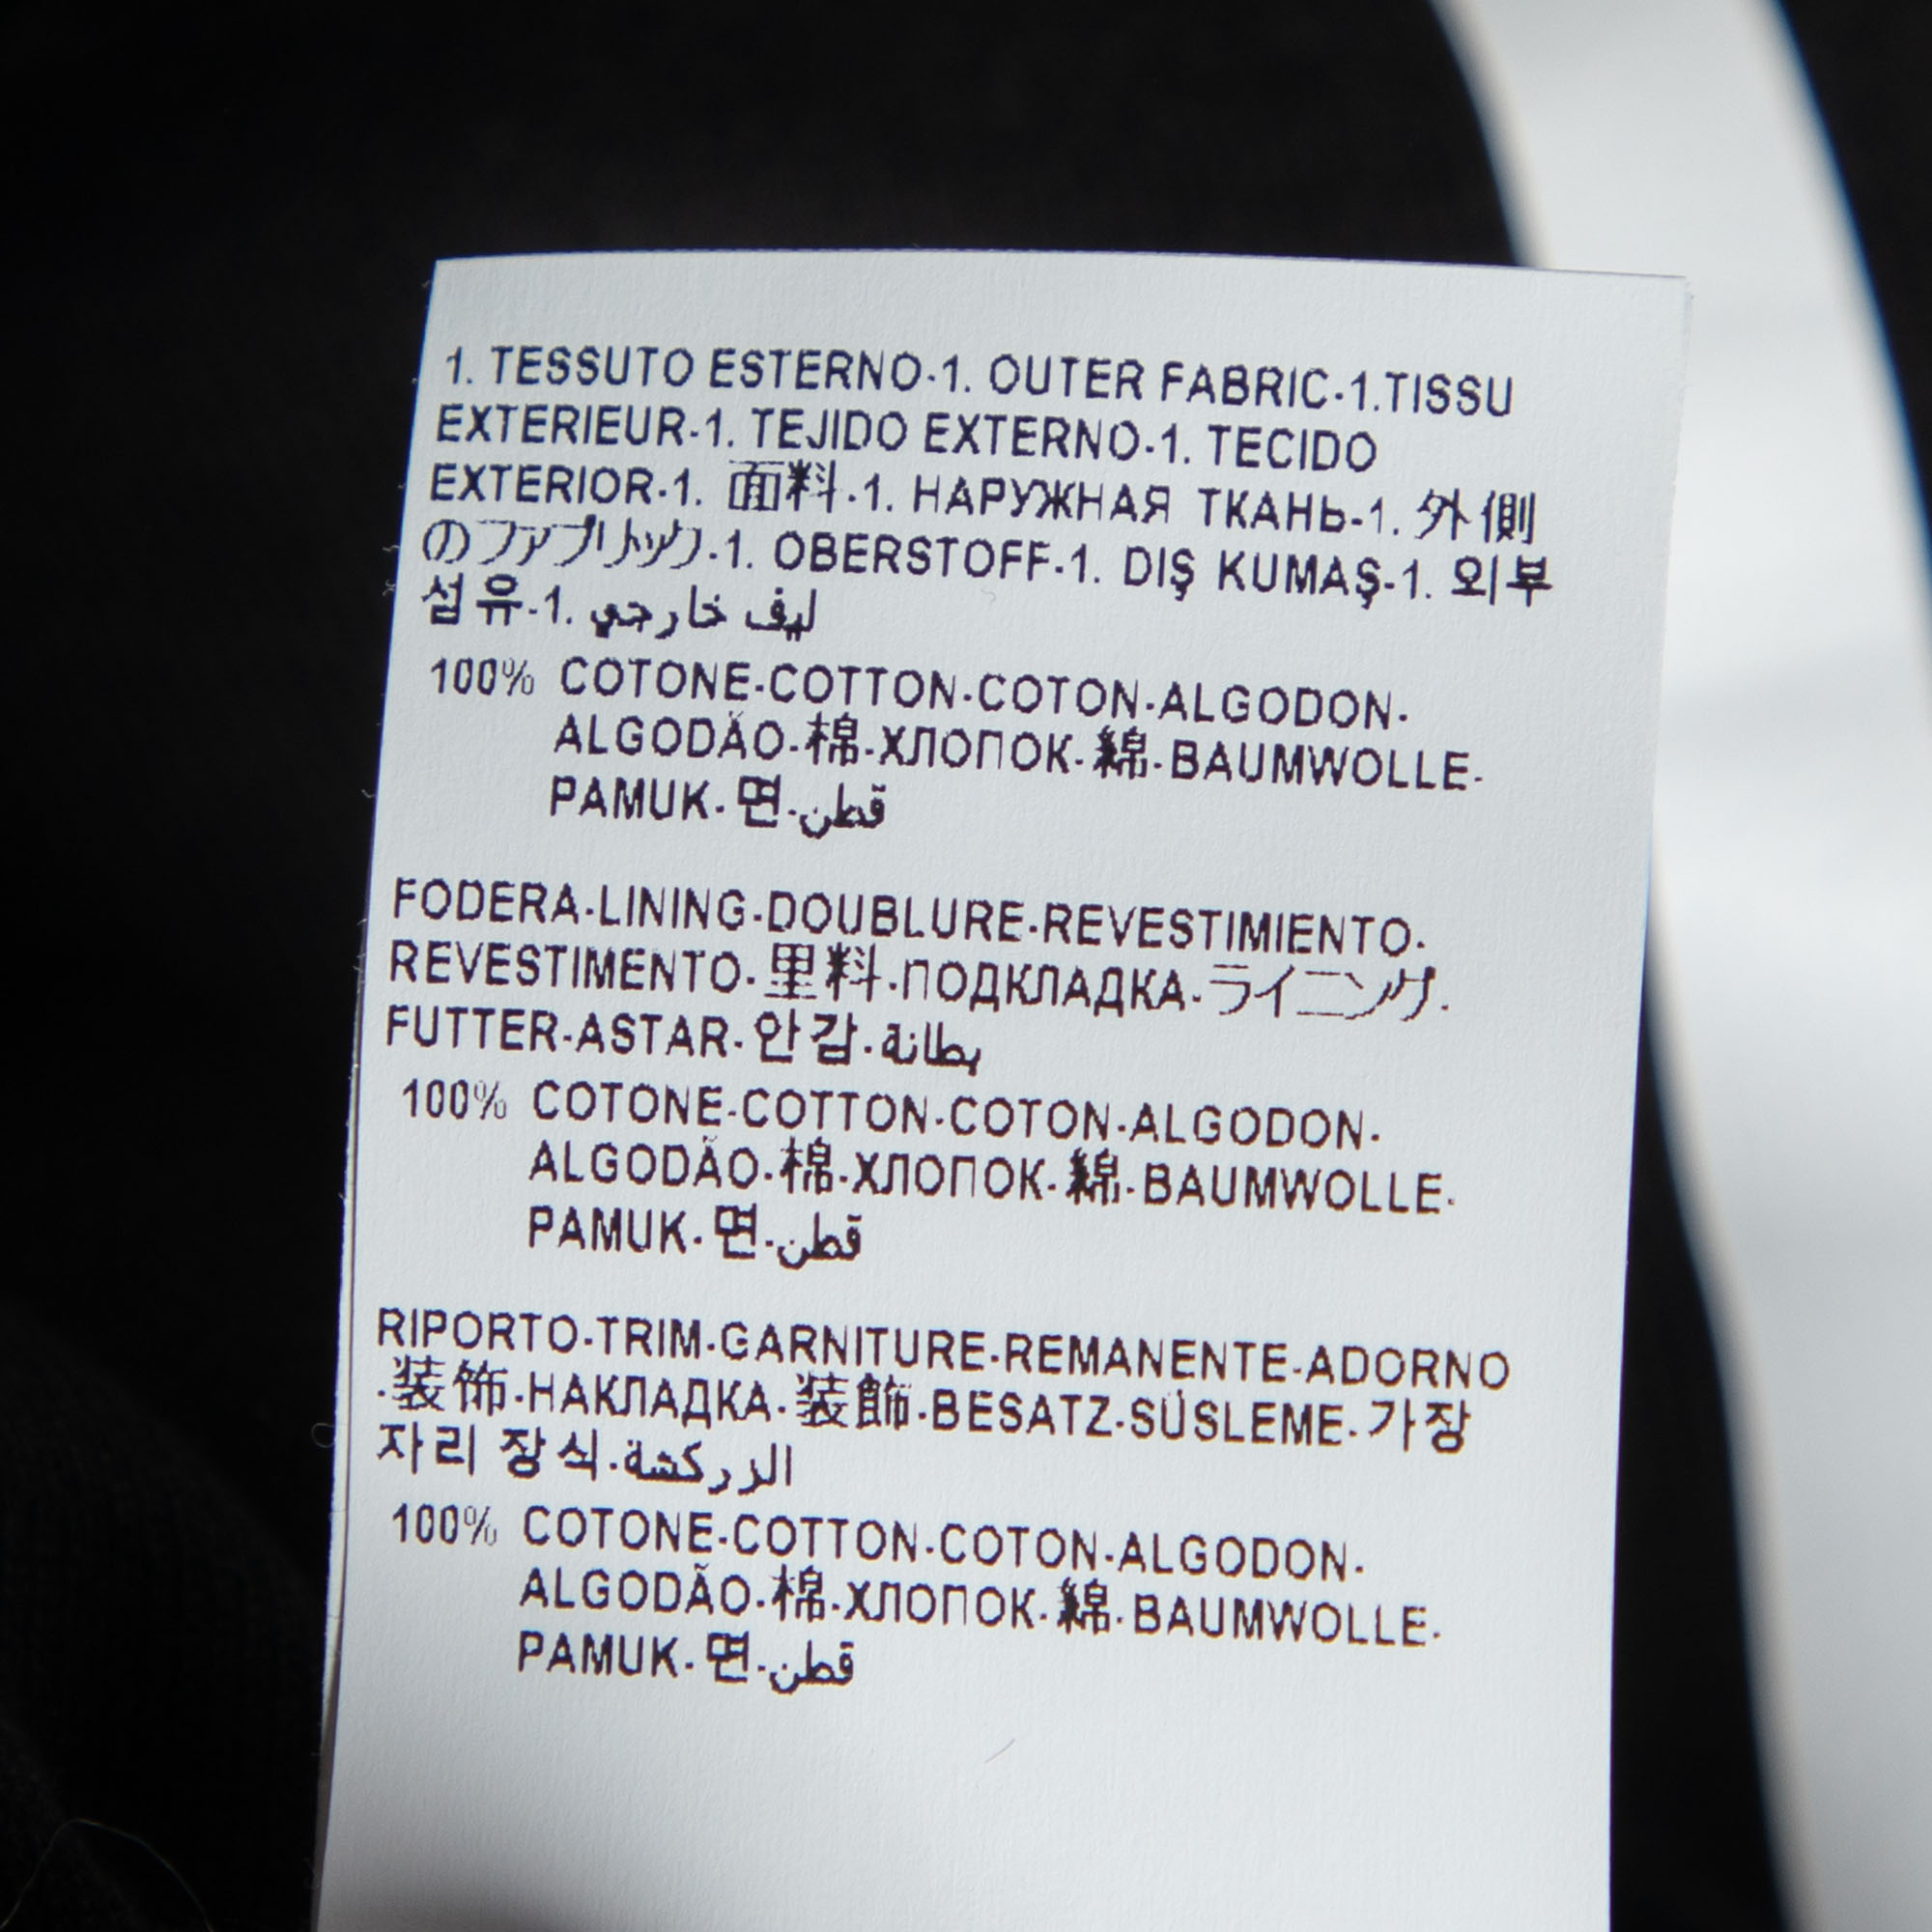 1. TESSUTO ESTERNO-1. OUTER FABRIC-1.TISSU
EXTERIEUR-1. TEJIDO EXTERNO-1. TECIDO
EXTERIOR-1. 面料-1. НАРУЖНАЯ ТКАНЬ-1. 外側
のファブリック-1. OBERSTOFF-1. DIŞ KUMAŞ-1. 외부
섬유-1. ليف خارجي
100% COTONE-COTTON-COTON-ALGODON-
ALGODÃO-棉-ХЛОПОК-綿-BAUMWOLLE-
PAMUK-면-قطن
FODERA-LINING-DOUBLURE-REVESTIMIENTO-
REVESTIMENTO-里料-ПОДКЛАДКА-ライニング-
FUTTER-ASTAR-안감-بطانة
100% COTONE-COTTON-COTON-ALGODON-
ALGODÃO-棉-ХЛОПОК-綿-BAUMWOLLE-
PAMUK-면-قطن
RIPORTO-TRIM-GARNITURE-REMANENTE-ADORNO
-装饰-НАКЛАДКА-装飾-BESATZ-SÜSLEME-가장
자리 장식-الزركشة
100% COTONE-COTTON-COTON-ALGODON-
ALGODÃO-棉-ХЛОПОК-綿-BAUMWOLLE-
PAMUK-면-قطن